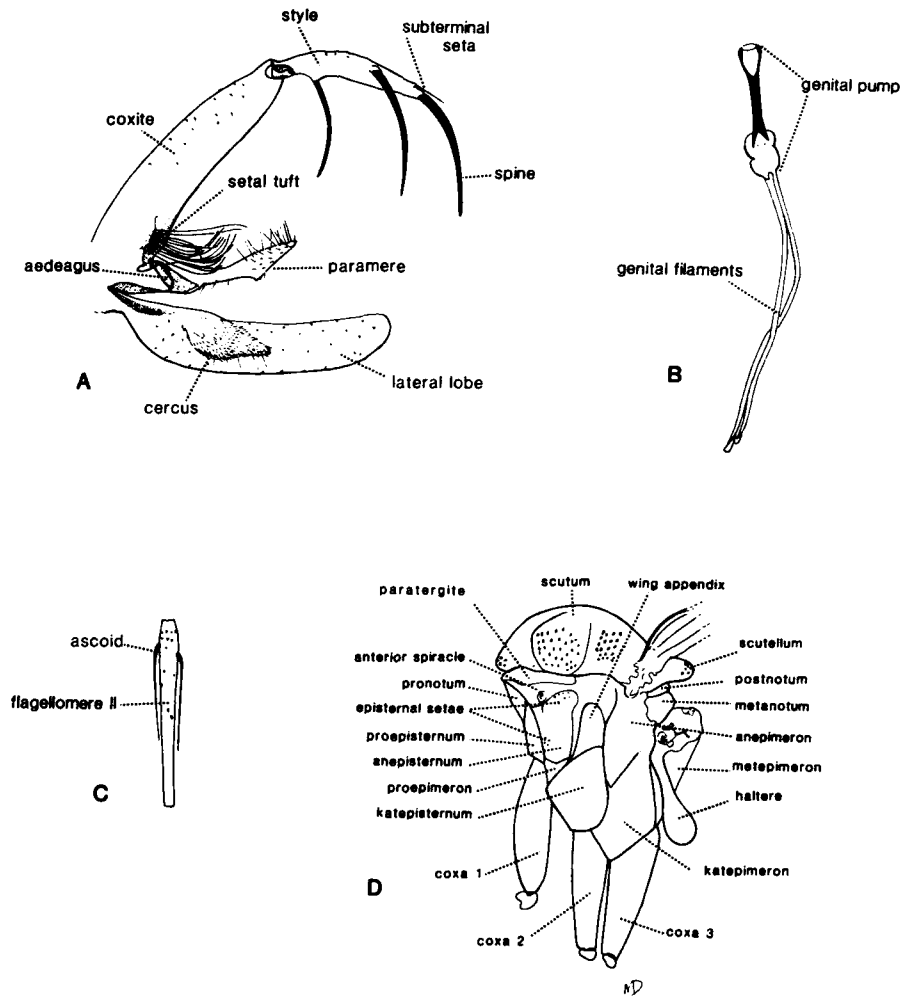 style
subterminal
seta
coxite
setal tuft
spine
aedeagus
paramere
A
lateral lobe
cercus
genital pump
genital filaments
B
ascoid
flagellomere II
C
paratergite
scutum
wing appendix
anterior spiracle
scutellum
pronotum
postnotum
episternal setae
metanotum
proepisternum
anepimeron
anepisternum
metepimeron
proepimeron
haltere
katepisternum
coxa 1
katepimeron
D
coxa 2
coxa 3